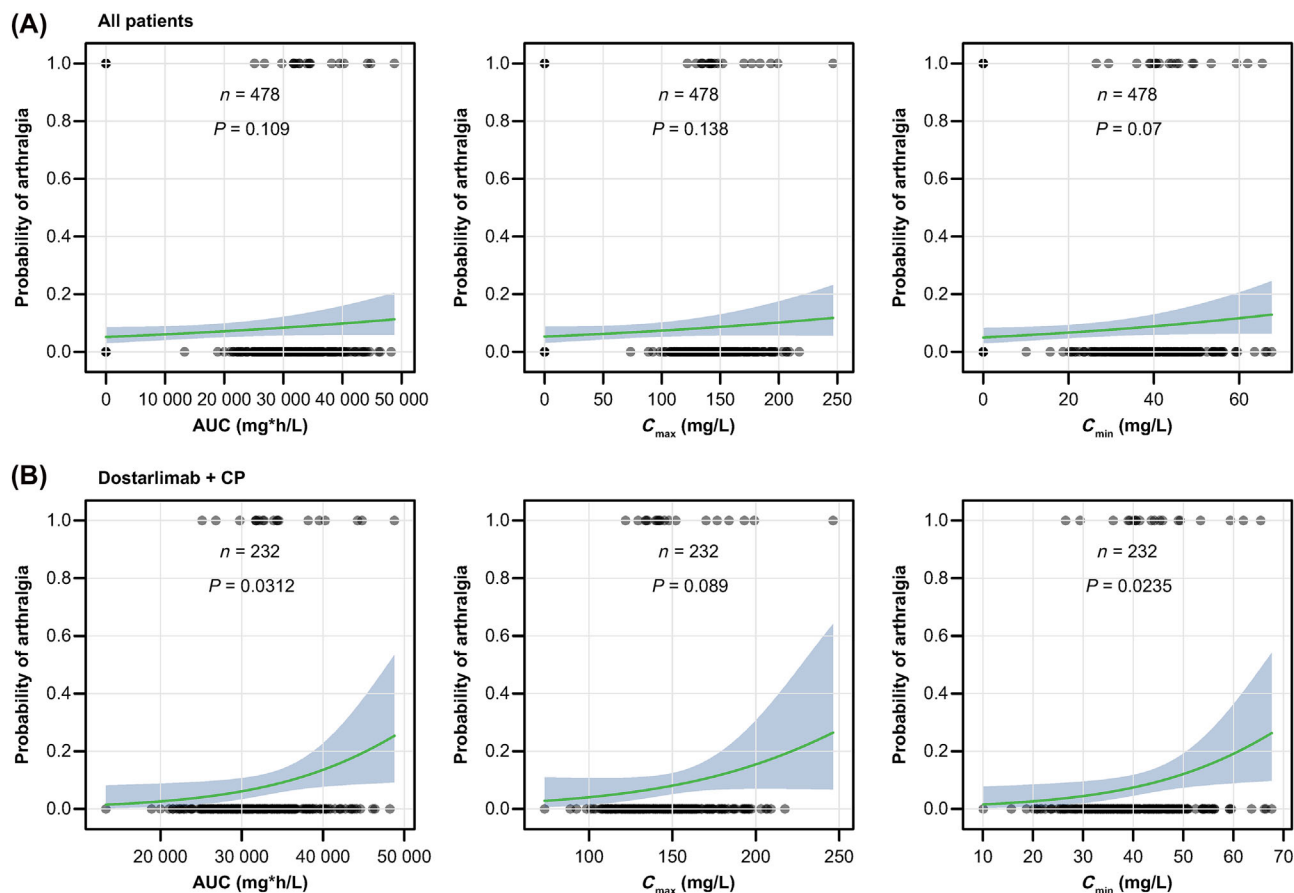 (A) All patients
Probability of arthralgia
1.0
0.8
0.6
0.4
0.2
0.0
n = 478
P = 0.109
0 10 000 20 000 30 000 40 000 50 000
AUC (mg*h/L)
Probability of arthralgia
1.0
0.8
0.6
0.4
0.2
0.0
n = 478
P = 0.138
0 50 100 150 200 250
Cmax (mg/L)
Probability of arthralgia
1.0
0.8
0.6
0.4
0.2
0.0
n = 478
P = 0.07
0 20 40 60
Cmin (mg/L)
(B) Dostarlimab + CP
Probability of arthralgia
1.0
0.8
0.6
0.4
0.2
0.0
n = 232
P = 0.0312
20 000 30 000 40 000 50 000
AUC (mg*h/L)
Probability of arthralgia
1.0
0.8
0.6
0.4
0.2
0.0
n = 232
P = 0.089
100 150 200 250
Cmax (mg/L)
Probability of arthralgia
1.0
0.8
0.6
0.4
0.2
0.0
n = 232
P = 0.0235
10 20 30 40 50 60 70
Cmin (mg/L)